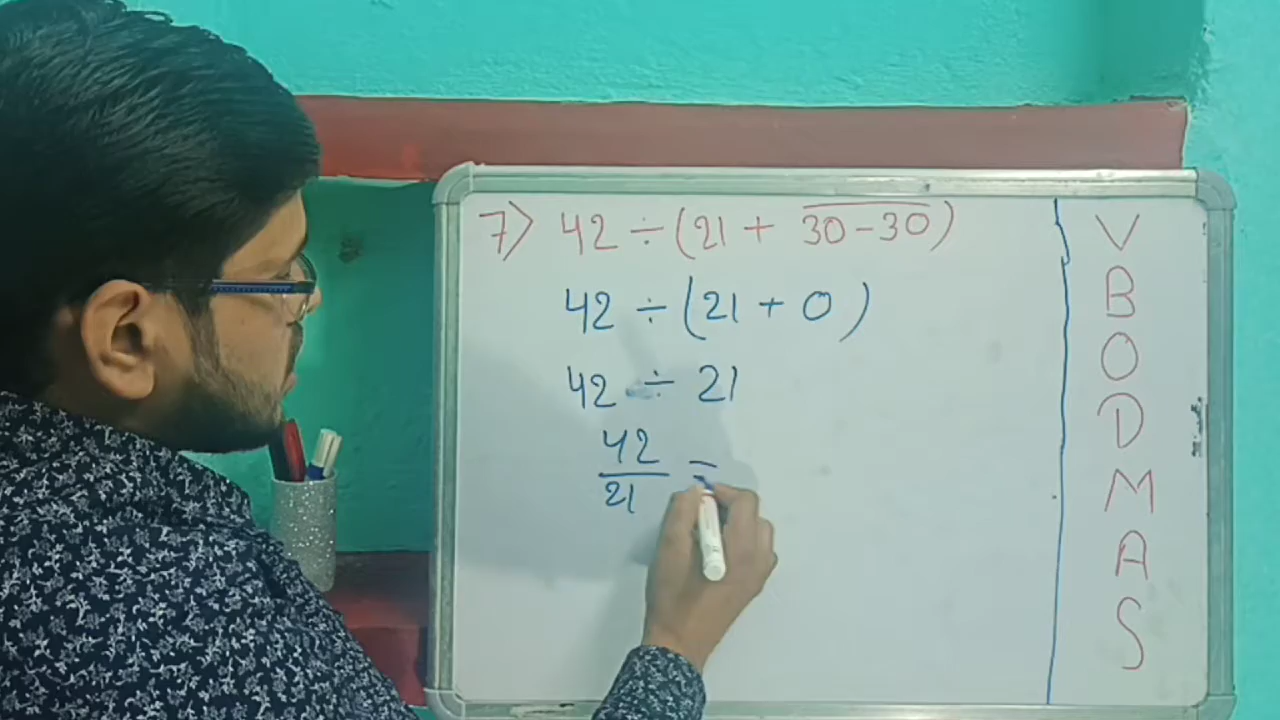 7> 42 ÷ (21 + 30 - 30)
42 ÷ (21 + 0)
42 ÷ 21
42
21 =
V
B
O
D
M
A
S